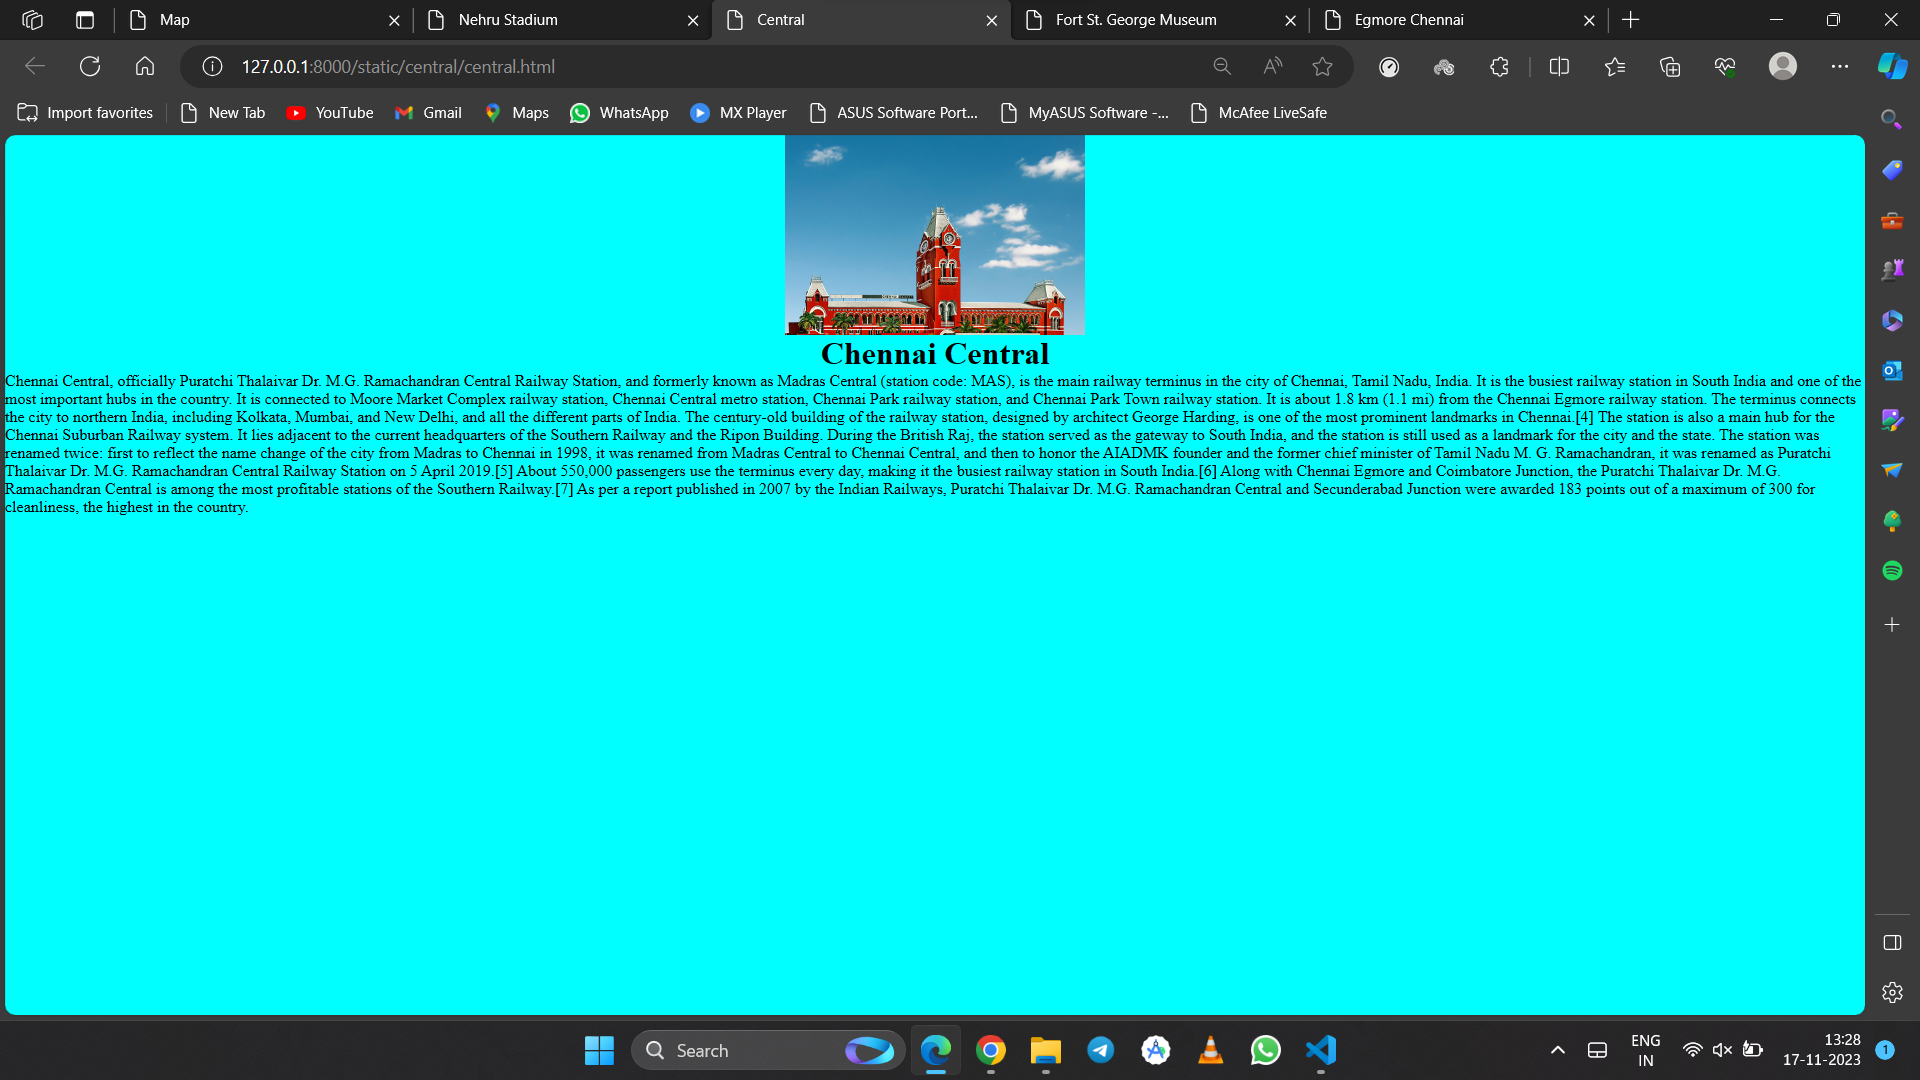 Map
Nehru Stadium
Central
Fort St. George Museum
Egmore Chennai
127.0.0.1:8000/static/central/central.html
Import favorites
New Tab
YouTube
Gmail
Maps
WhatsApp
MX Player
ASUS Software Port...
MyASUS Software -...
McAfee LiveSafe
Chennai Central
Chennai Central, officially Puratchi Thalaivar Dr. M.G. Ramachandran Central Railway Station, and formerly known as Madras Central (station code: MAS), is the main railway terminus in the city of Chennai, Tamil Nadu, India. It is the busiest railway station in South India and one of the
most important hubs in the country. It is connected to Moore Market Complex railway station, Chennai Central metro station, Chennai Park railway station, and Chennai Park Town railway station. It is about 1.8 km (1.1 mi) from the Chennai Egmore railway station. The terminus connects
the city to northern India, including Kolkata, Mumbai, and New Delhi, and all the different parts of India. The century-old building of the railway station, designed by architect George Harding, is one of the most prominent landmarks in Chennai.[4] The station is also a main hub for the
Chennai Suburban Railway system. It lies adjacent to the current headquarters of the Southern Railway and the Ripon Building. During the British Raj, the station served as the gateway to South India, and the station is still used as a landmark for the city and the state. The station was
renamed twice: first to reflect the name change of the city from Madras to Chennai in 1998, it was renamed from Madras Central to Chennai Central, and then to honor the AIADMK founder and the former chief minister of Tamil Nadu M. G. Ramachandran, it was renamed as Puratchi
Thalaivar Dr. M.G. Ramachandran Central Railway Station on 5 April 2019.[5] About 550,000 passengers use the terminus every day, making it the busiest railway station in South India.[6] Along with Chennai Egmore and Coimbatore Junction, the Puratchi Thalaivar Dr. M.G.
Ramachandran Central is among the most profitable stations of the Southern Railway.[7] As per a report published in 2007 by the Indian Railways, Puratchi Thalaivar Dr. M.G. Ramachandran Central and Secunderabad Junction were awarded 183 points out of a maximum of 300 for
cleanliness, the highest in the country.
Search
ENG
IN
13:28
17-11-2023
1